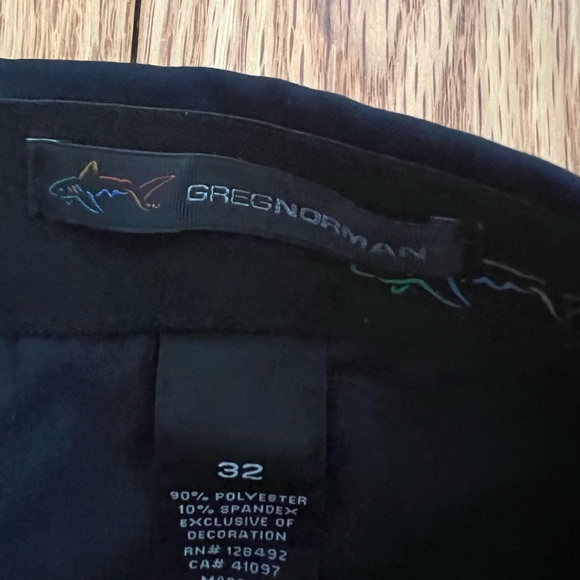 GREGNORMAN
32
90% POLYESTER
10% SPANDEX
EXCLUSIVE OF
DECORATION
RN# 128492
CA# 41097